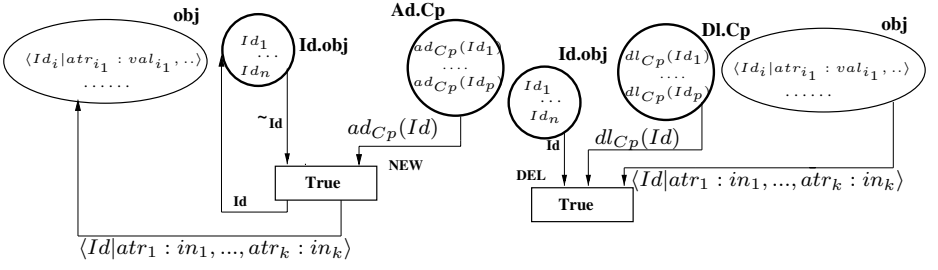 obj
⟨Id_i|atr_{i_1} : val_{i_1}, ..⟩
......
Id_1
...
Id_n
Id.obj
Ad.Cp
ad_{Cp}(Id_1)
....
ad_{Cp}(Id_p)
~Id
ad_{Cp}(Id)
NEW
True
Id
⟨Id|atr_1 : in_1, ..., atr_k : in_k⟩
Id.obj
Id_1
...
Id_n
Dl.Cp
dl_{Cp}(Id_1)
....
dl_{Cp}(Id_p)
obj
⟨Id_i|atr_{i_1} : val_{i_1}, ..⟩
......
Id
dl_{Cp}(Id)
DEL
True
⟨Id|atr_1 : in_1, ..., atr_k : in_k⟩